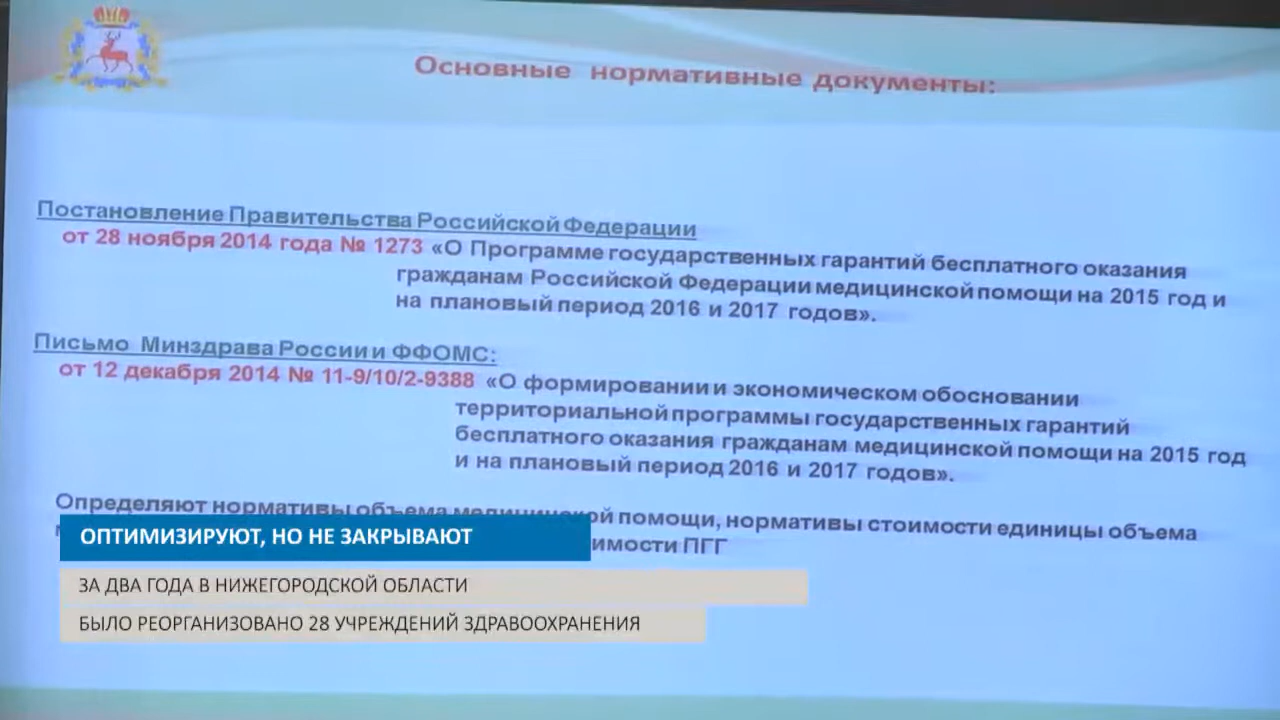 Основные нормативные документы:
Постановление Правительства Российской Федерации
от 28 ноября 2014 года № 1273 «О Программе государственных гарантий бесплатного оказания
гражданам Российской Федерации медицинской помощи на 2015 год и
на плановый период 2016 и 2017 годов».
Письмо Минздрава России и ФФОМС:
от 12 декабря 2014 № 11-9/10/2-9388 «О формировании и экономическом обосновании
территориальной программы государственных гарантий
бесплатного оказания гражданам медицинской помощи на 2015 год
и на плановый период 2016 и 2017 годов».
Определяют нормативы объема медицинской помощи, нормативы стоимости единицы объема
ПГГ
ОПТИМИЗИРУЮТ, НО НЕ ЗАКРЫВАЮТ
ЗА ДВА ГОДА В НИЖЕГОРОДСКОЙ ОБЛАСТИ
БЫЛО РЕОРГАНИЗОВАНО 28 УЧРЕЖДЕНИЙ ЗДРАВООХРАНЕНИЯ